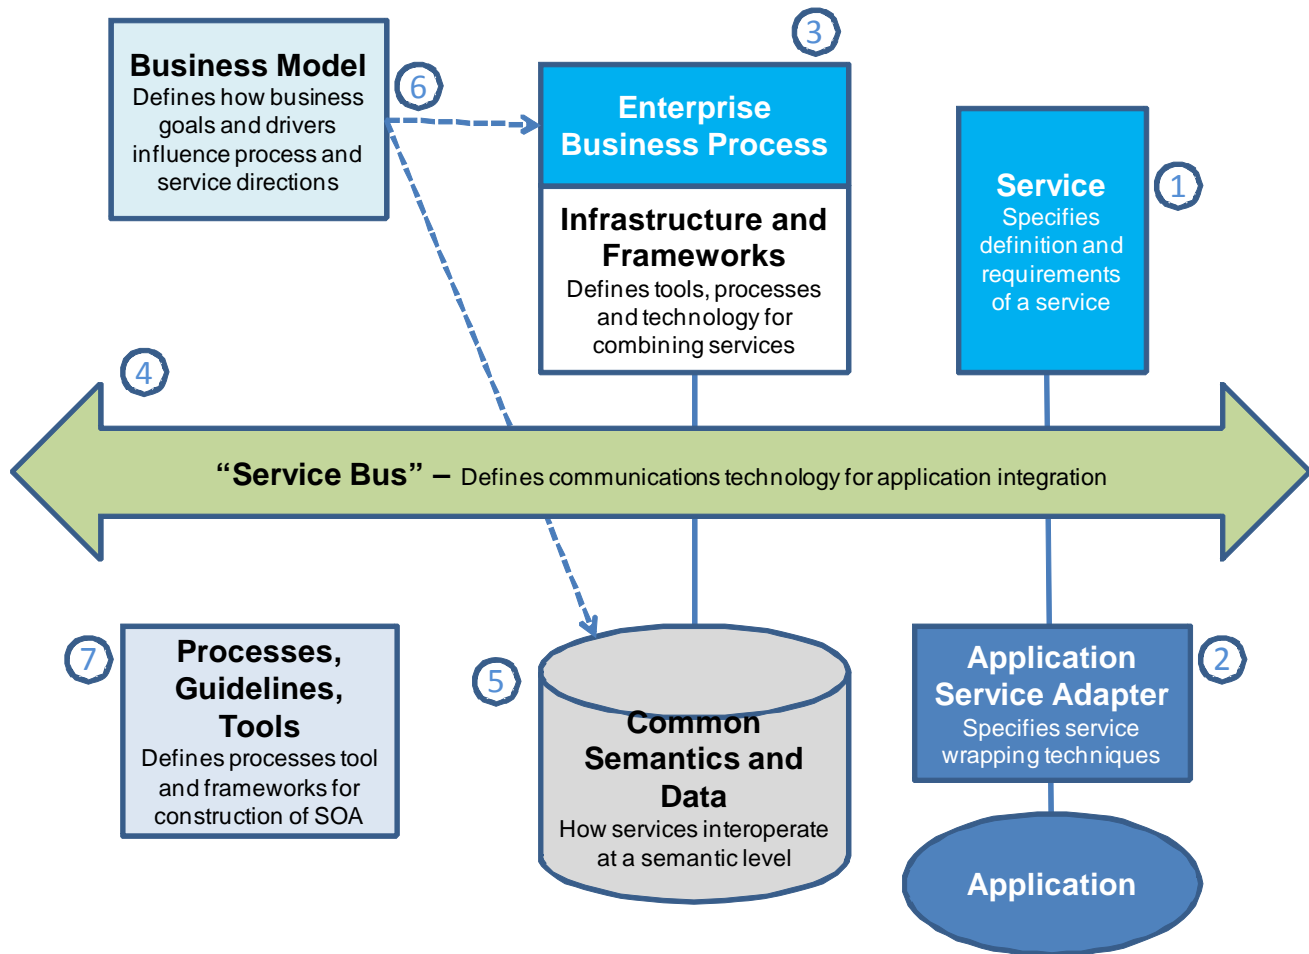 3
Business Model
Defines how business
goals and drivers
influence process and
service directions
6
Enterprise
Business Process
Infrastructure and
Frameworks
Defines tools, processes
and technology for
combining services
Service
Specifies
definition and
requirements
of a service
1
4
“Service Bus” – Defines communications technology for application integration
7
Processes,
Guidelines,
Tools
Defines processes tool
and frameworks for
construction of SOA
5
Common
Semantics and
Data
How services interoperate
at a semantic level
Application
Service Adapter
Specifies service
wrapping techniques
2
Application